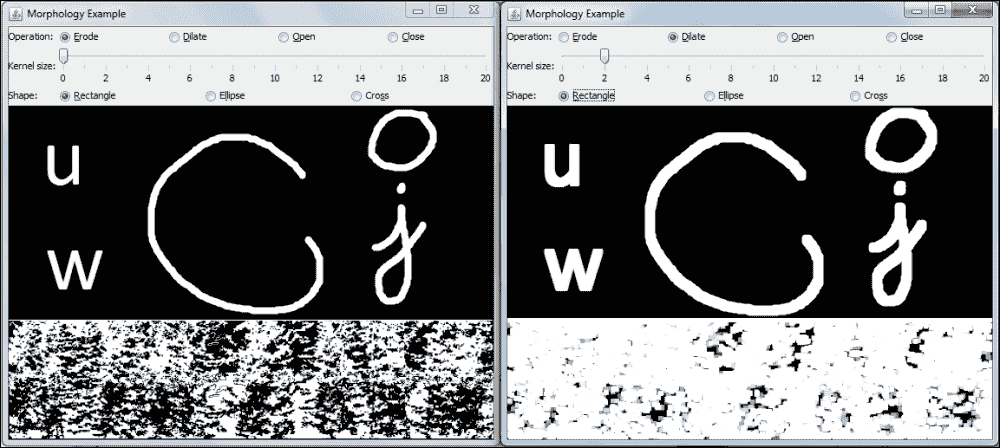 Morphology Example
Operation: Erode Dilate Open Close
Kernel size:
0 2 4 6 8 10 12 14 16 18 20
Shape: Rectangle Ellipse Cross
u
w
j
Morphology Example
Operation: Erode Dilate Open Close
Kernel size:
0 2 4 6 8 10 12 14 16 18 20
Shape: Rectangle Ellipse Cross
u
w
j